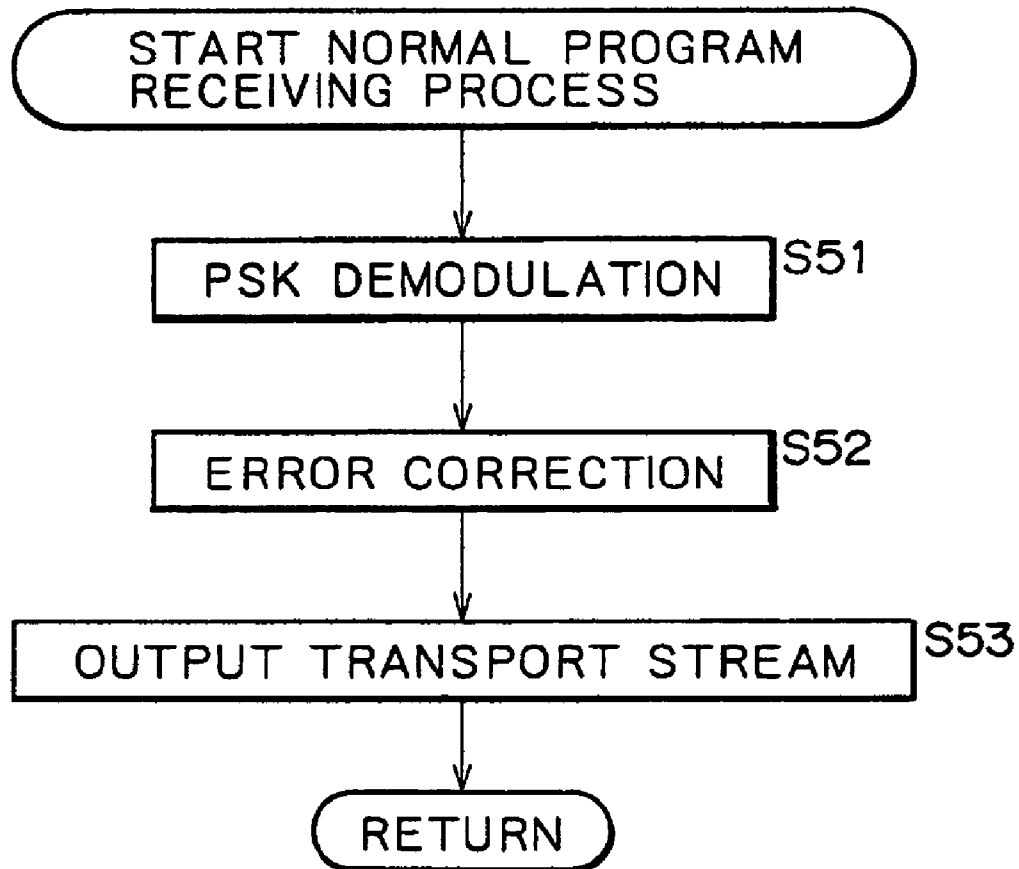 START NORMAL PROGRAM
RECEIVING PROCESS
PSK DEMODULATION
S51
ERROR CORRECTION
S52
OUTPUT TRANSPORT STREAM
S53
RETURN